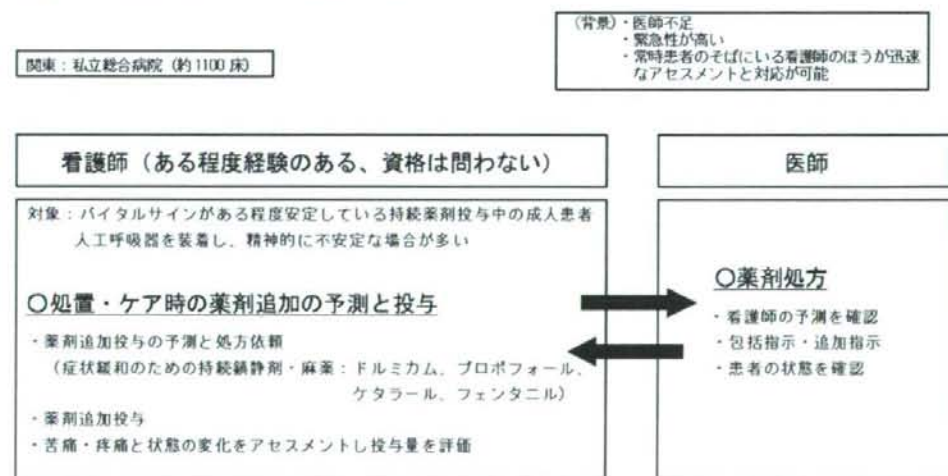 関東：私立総合病院（約1100床）
（背景）・医師不足
・緊急性が高い
・常時患者のそばにいる看護師のほうが迅速
なアセスメントと対応が可能
看護師（ある程度経験のある、資格は問わない）
対象：バイタルサインがある程度安定している持続薬剤投与中の成人患者
人工呼吸器を装着し、精神的に不安定な場合が多い
〇処置・ケア時の薬剤追加の予測と投与
・薬剤追加投与の予測と処方依頼
（症状緩和のための持続鎮静剤・麻薬：ドルミカム、プロポフォール、
ケタラール、フェンタニル）
・薬剤追加投与
・苦痛・疼痛と状態の変化をアセスメントし投与量を評価
医師
〇薬剤処方
・看護師の予測を確認
・包括指示・追加指示
・患者の状態を確認